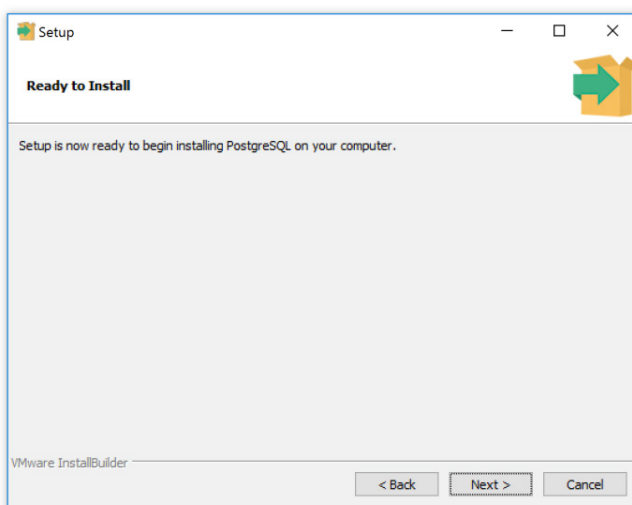 Setup
Ready to Install
Setup is now ready to begin installing PostgreSQL on your computer.
VMware InstallBuilder
< Back Next > Cancel